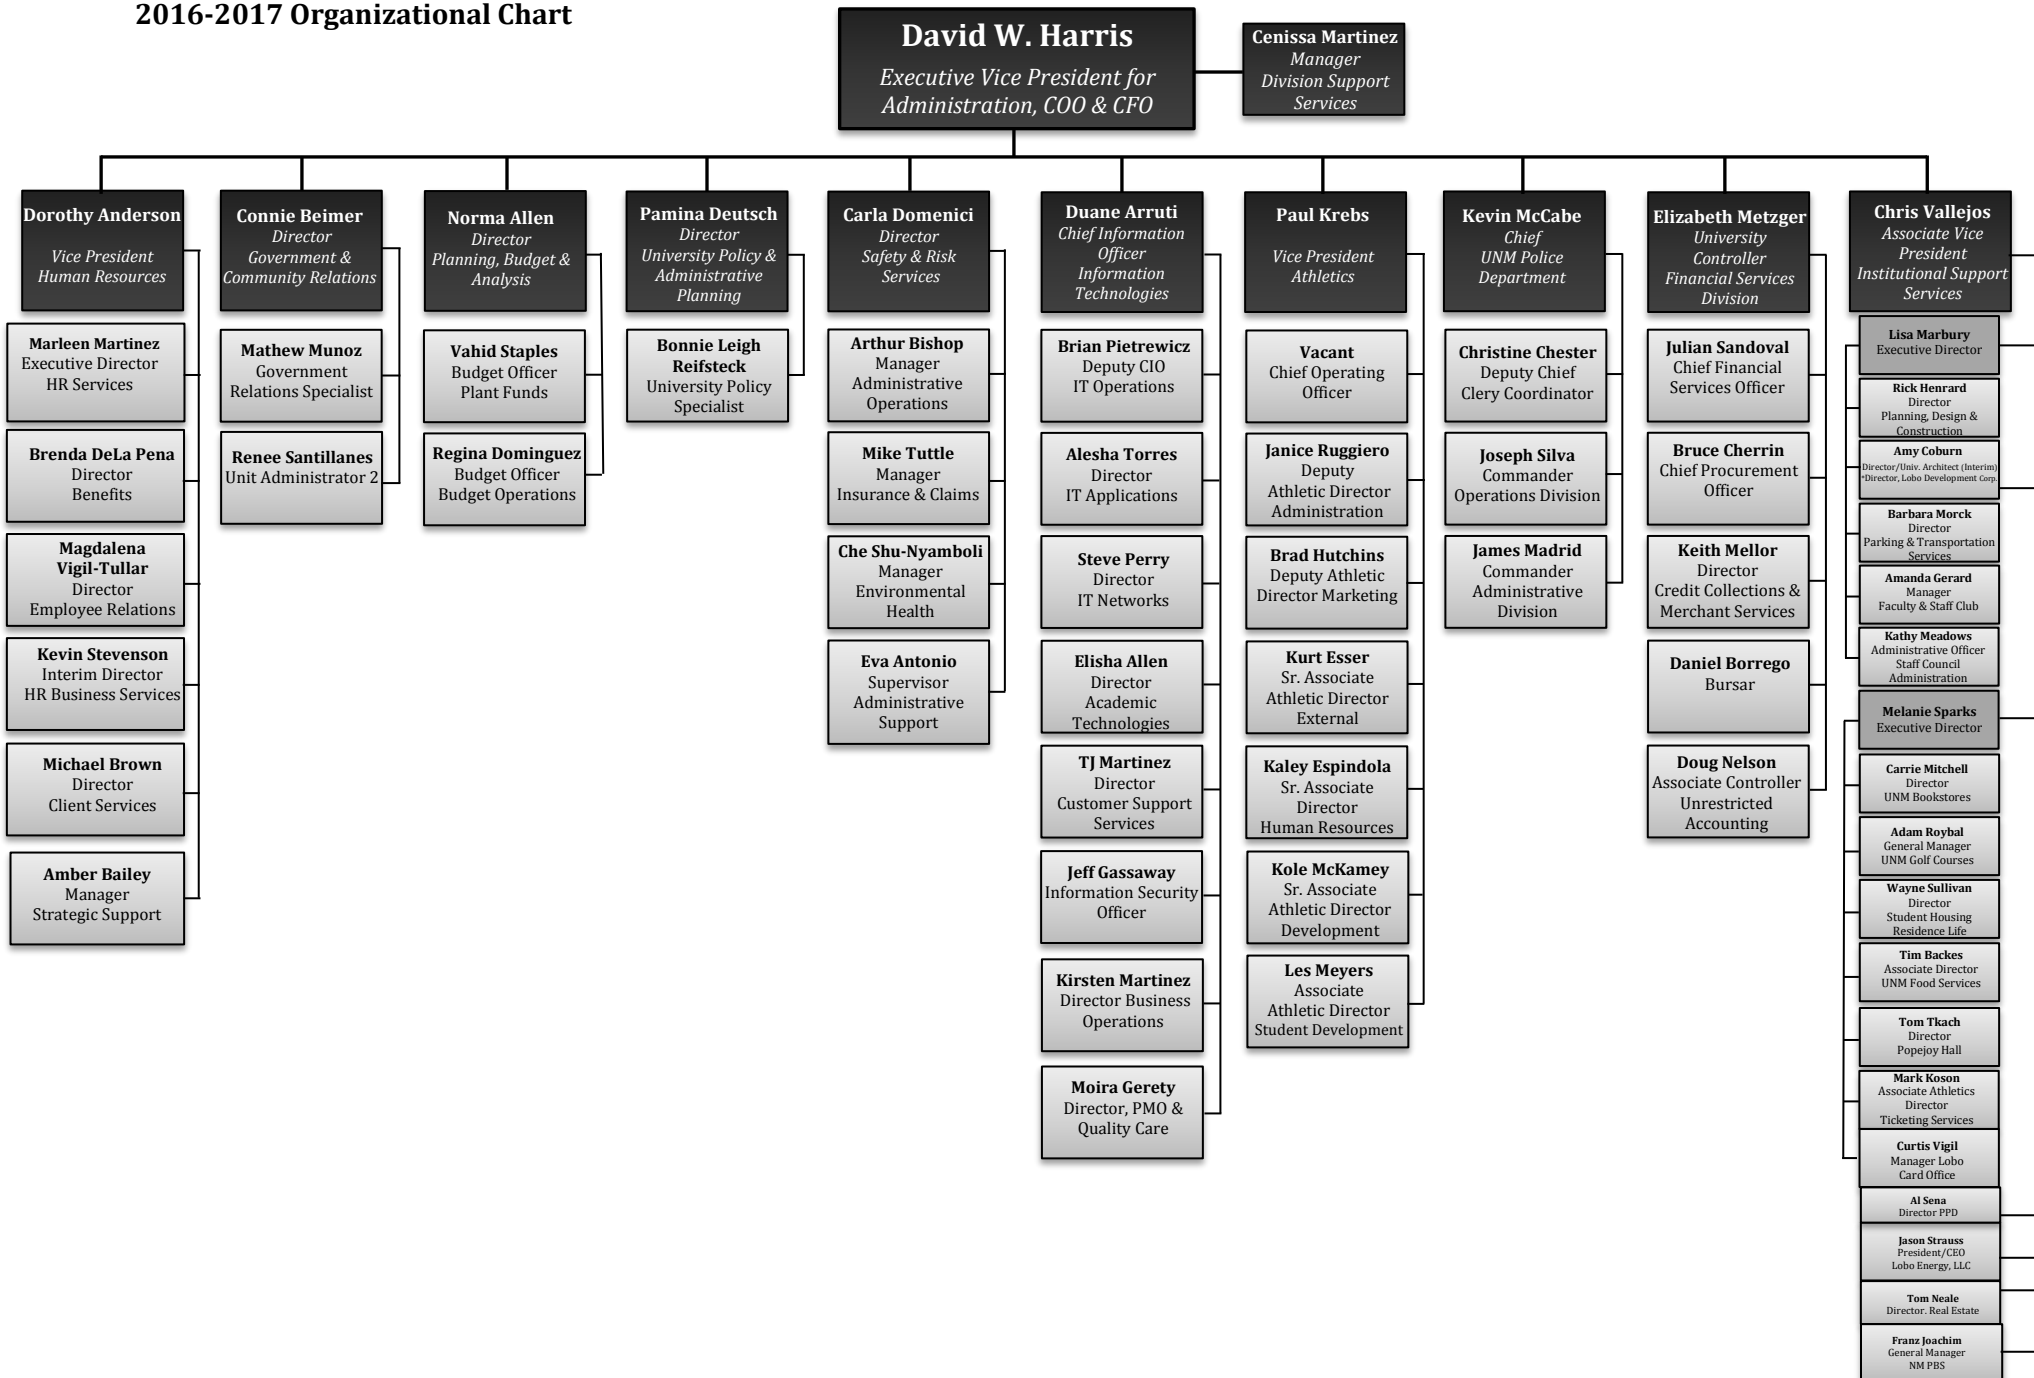 2016-2017 Organizational Chart
David W. Harris
Executive Vice President for
Administration, COO & CFO
Cenissa Martinez
Manager
Division Support
Services
Dorothy Anderson
Vice President
Human Resources
Marleen Martinez
Executive Director
HR Services
Brenda DeLa Pena
Director
Benefits
Magdalena
Vigil-Tullar
Director
Employee Relations
Kevin Stevenson
Interim Director
HR Business Services
Michael Brown
Director
Client Services
Amber Bailey
Manager
Strategic Support
Connie Beimer
Director
Government &
Community Relations
Mathew Munoz
Government
Relations Specialist
Renee Santillanes
Unit Administrator 2
Norma Allen
Director
Planning, Budget &
Analysis
Vahid Staples
Budget Officer
Plant Funds
Regina Dominguez
Budget Officer
Budget Operations
Pamina Deutsch
Director
University Policy &
Administrative
Planning
Bonnie Leigh
Reifsteck
University Policy
Specialist
Carla Domenici
Director
Safety & Risk
Services
Arthur Bishop
Manager
Administrative
Operations
Mike Tuttle
Manager
Insurance & Claims
Che Shu-Nyamboli
Manager
Environmental
Health
Eva Antonio
Supervisor
Administrative
Support
Duane Arruti
Chief Information
Officer
Information
Technologies
Brian Pietrewicz
Deputy CIO
IT Operations
Alesha Torres
Director
IT Applications
Steve Perry
Director
IT Networks
Elisha Allen
Director
Academic
Technologies
TJ Martinez
Director
Customer Support
Services
Jeff Gassaway
Information Security
Officer
Kirsten Martinez
Director Business
Operations
Moira Gerety
Director, PMO &
Quality Care
Paul Krebs
Vice President
Athletics
Vacant
Chief Operating
Officer
Janice Ruggiero
Deputy
Athletic Director
Administration
Brad Hutchins
Deputy Athletic
Director Marketing
Kurt Esser
Sr. Associate
Athletic Director
External
Kaley Espindola
Sr. Associate
Director
Human Resources
Kole McKamey
Sr. Associate
Athletic Director
Development
Les Meyers
Associate
Athletic Director
Student Development
Kevin McCabe
Chief
UNM Police
Department
Christine Chester
Deputy Chief
Clery Coordinator
Joseph Silva
Commander
Operations Division
James Madrid
Commander
Administrative
Division
Elizabeth Metzger
University
Controller
Financial Services
Division
Julian Sandoval
Chief Financial
Services Officer
Bruce Cherrin
Chief Procurement
Officer
Keith Mellor
Director
Credit Collections &
Merchant Services
Daniel Borrego
Bursar
Doug Nelson
Associate Controller
Unrestricted
Accounting
Chris Vallejos
Associate Vice
President
Institutional Support
Services
Lisa Marbury
Executive Director
Rick Henrard
Director
Planning, Design &
Construction
Amy Coburn
Director/Univ. Architect (Interim)
*Director, Lobo Development Corp.
Barbara Morck
Director
Parking & Transportation
Services
Amanda Gerard
Manager
Faculty & Staff Club
Kathy Meadows
Administrative Officer
Staff Council
Administration
Melanie Sparks
Executive Director
Carrie Mitchell
Director
UNM Bookstores
Adam Roybal
General Manager
UNM Golf Courses
Wayne Sullivan
Director
Student Housing
Residence Life
Tim Backes
Associate Director
UNM Food Services
Tom Tkach
Director
Popejoy Hall
Mark Koson
Associate Athletics
Director
Ticketing Services
Curtis Vigil
Manager Lobo
Card Office
Al Sena
Director PPD
Jason Strauss
President/CEO
Lobo Energy, LLC
Tom Neale
Director. Real Estate
Franz Joachim
General Manager
NM PBS